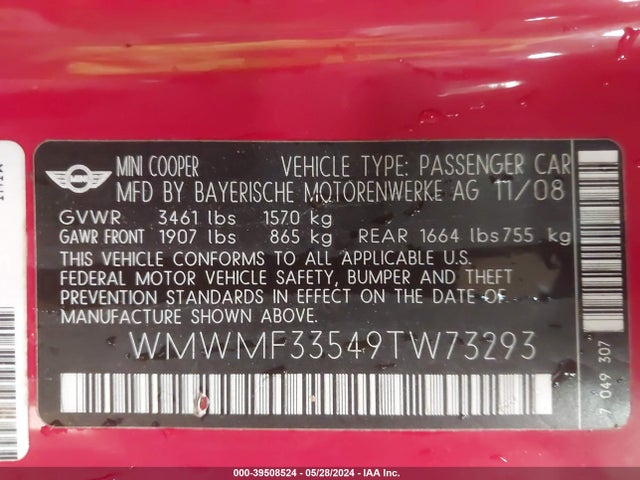 MINI
MINI COOPER VEHICLE TYPE: PASSENGER CAR
MFD BY BAYERISCHE MOTORENWERKE AG 11/08
GVWR 3461 lbs 1570 kg
GAWR FRONT 1907 lbs 865 kg REAR 1664 lbs 755 kg
THIS VEHICLE CONFORMS TO ALL APPLICABLE U.S.
FEDERAL MOTOR VEHICLE SAFETY, BUMPER AND THEFT
PREVENTION STANDARDS IN EFFECT ON THE DATE OF
MANUFACTURE SHOWN ABOVE.
WMWMF33549TW73293
7 049 307
000-39508524 | 05/28/2024 | IAA Inc.